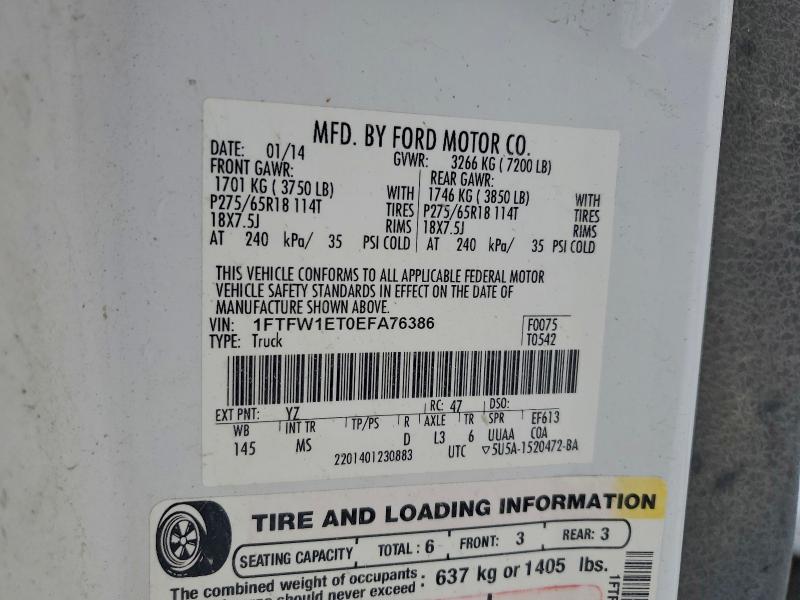 MFD. BY FORD MOTOR CO.
DATE: 01/14 GVWR: 3266 KG ( 7200 LB)
FRONT GAWR: REAR GAWR:
1701 KG ( 3750 LB) WITH 1746 KG ( 3850 LB) WITH
P275/65R18 114T TIRES P275/65R18 114T TIRES
18X7.5J RIMS 18X7.5J RIMS
AT 240 kPa/ 35 PSI COLD AT 240 kPa/ 35 PSI COLD
THIS VEHICLE CONFORMS TO ALL APPLICABLE FEDERAL MOTOR
VEHICLE SAFETY STANDARDS IN EFFECT ON THE DATE OF
MANUFACTURE SHOWN ABOVE.
VIN: 1FTFW1ET0EFA76386 F0075
TYPE: Truck T0542
EXT PNT: YZ RC: 47 DSO:
WB INT TR TP/PS R AXLE TR SPR EF613
145 MS D L3 6 UUAA COA
2201401230883 UTC ▽5U5A-1520472-BA
TIRE AND LOADING INFORMATION
SEATING CAPACITY TOTAL: 6 FRONT: 3 REAR: 3
The combined weight of occupants : 637 kg or 1405 lbs.
should never exceed
1FTF